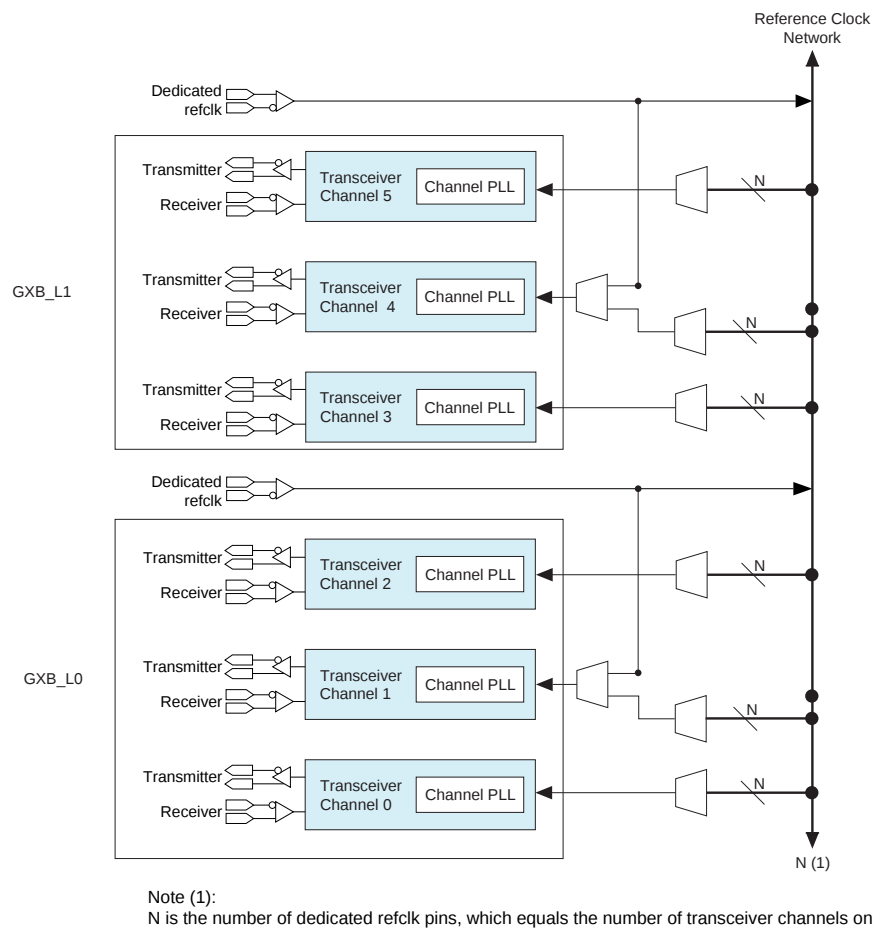 Reference Clock
Network
Dedicated
refclk
Transmitter
Transceiver
Channel 5
Channel PLL
N
Receiver
GXB_L1
Transmitter
Transceiver
Channel 4
Channel PLL
Receiver
N
Transmitter
Transceiver
Channel 3
Channel PLL
N
Receiver
Dedicated
refclk
Transmitter
Transceiver
Channel 2
Channel PLL
N
Receiver
GXB_L0
Transmitter
Transceiver
Channel 1
Channel PLL
Receiver
N
Transmitter
Transceiver
Channel 0
Channel PLL
N
Receiver
N (1)
Note (1):
N is the number of dedicated refclk pins, which equals the number of transceiver channels on